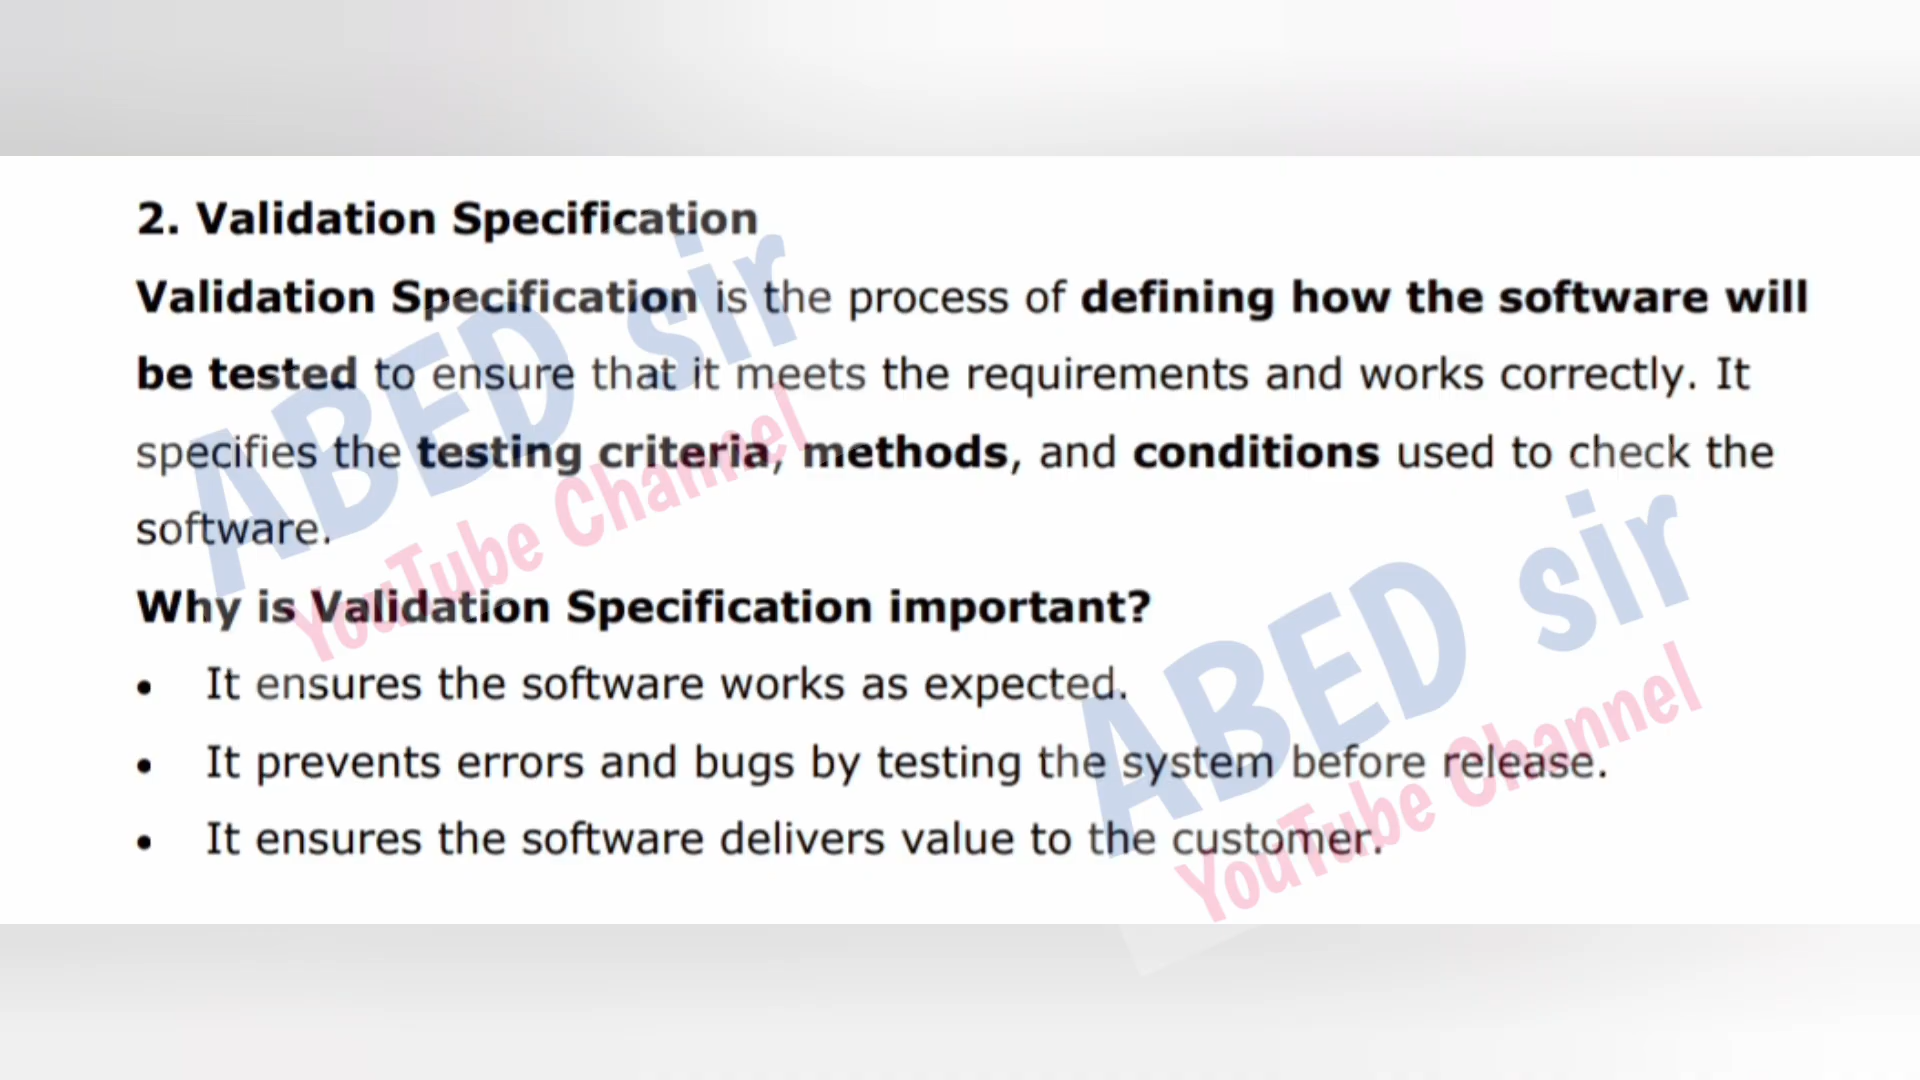 2. Validation Specification
Validation Specification is the process of defining how the software will
be tested to ensure that it meets the requirements and works correctly. It
specifies the testing criteria, methods, and conditions used to check the
software.
Why is Validation Specification important?
• It ensures the software works as expected.
• It prevents errors and bugs by testing the system before release.
• It ensures the software delivers value to the customer.
ABED sir
YouTube Channel
ABED sir
YouTube Channel